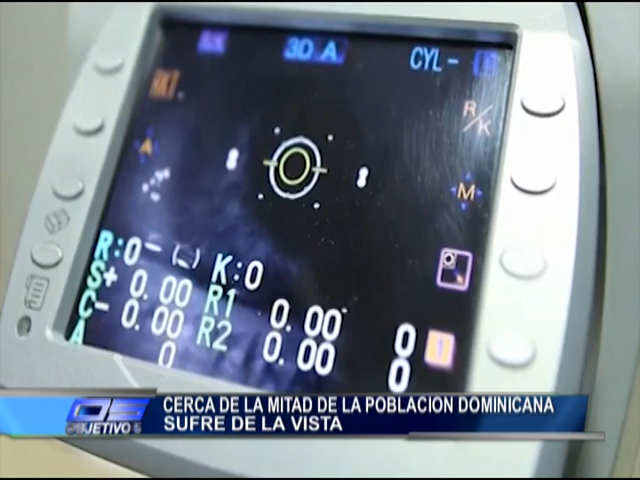 3D A
CYL-
R/K
A
M
R:0
K:0
S+ 0.00
R1 0.00 0
C- 0.00
R2 0.00 0
A 0
1
CERCA DE LA MITAD DE LA POBLACION DOMINICANA
OBJETIVO 5
SUFRE DE LA VISTA